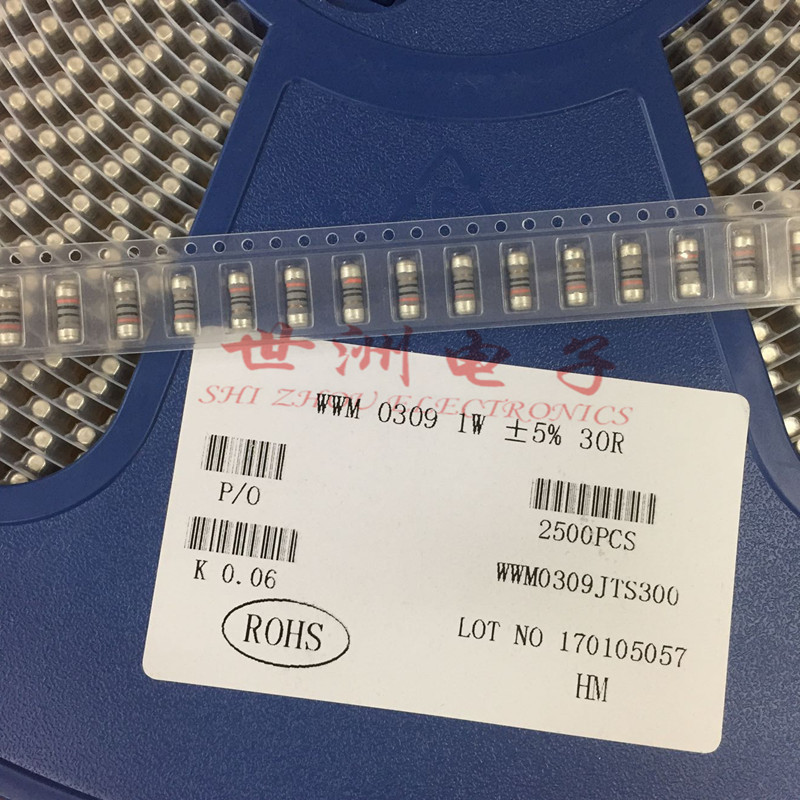 世洲电子
SHI ZHOU ELECTRONICS
WWM 0309 1W ±5% 30R
P/O
2500PCS
K 0.06
WWM0309JTS300
ROHS
LOT NO 170105057
HM